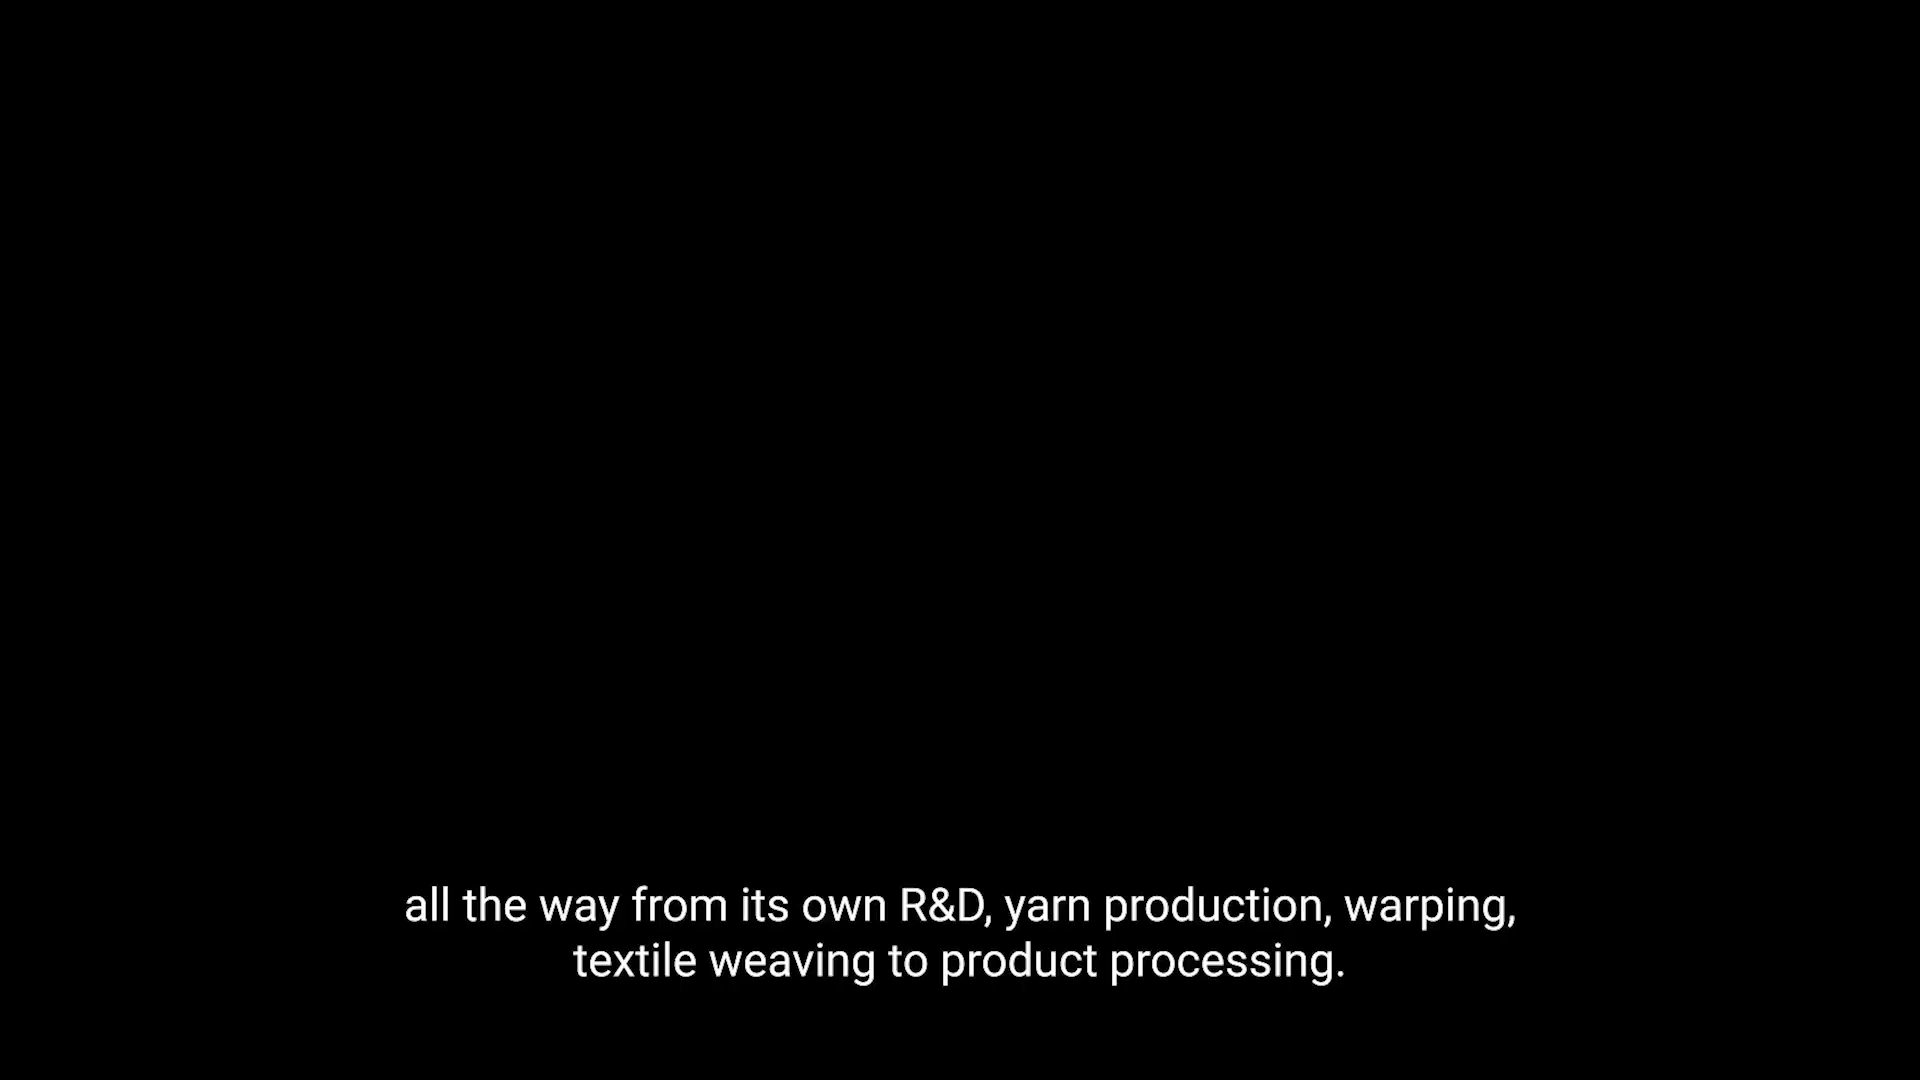 all the way from its own R&D, yarn production, warping,
textile weaving to product processing.